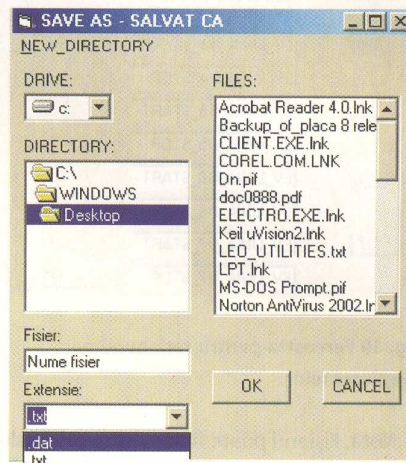 SAVE AS - SALVAT CA
NEW_DIRECTORY
DRIVE:
c:
DIRECTORY:
C:\
WINDOWS
Desktop
FILES:
Acrobat Reader 4.0.lnk
Backup_of_placa 8 rele
CLIENT.EXE.lnk
COREL.COM.LNK
Dn.pif
doc0888.pdf
ELECTRO.EXE.lnk
Keil uVision2.lnk
LEO_UTILITIES.txt
LPT.lnk
MS-DOS Prompt.pif
Norton AntiVirus 2002.lr
Fisier:
Nume fisier
Extensie:
.txt
.dat
.txt
OK
CANCEL